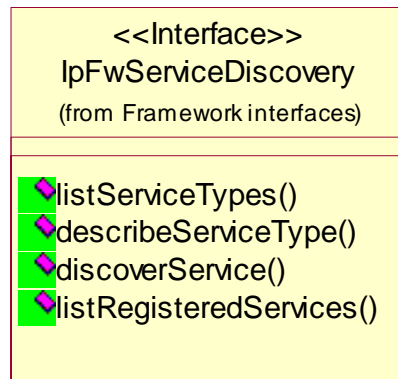 <<Interface>>
IpFwServiceDiscovery
(from Framework interfaces)
listServiceTypes()
describeServiceType()
discoverService()
listRegisteredServices()